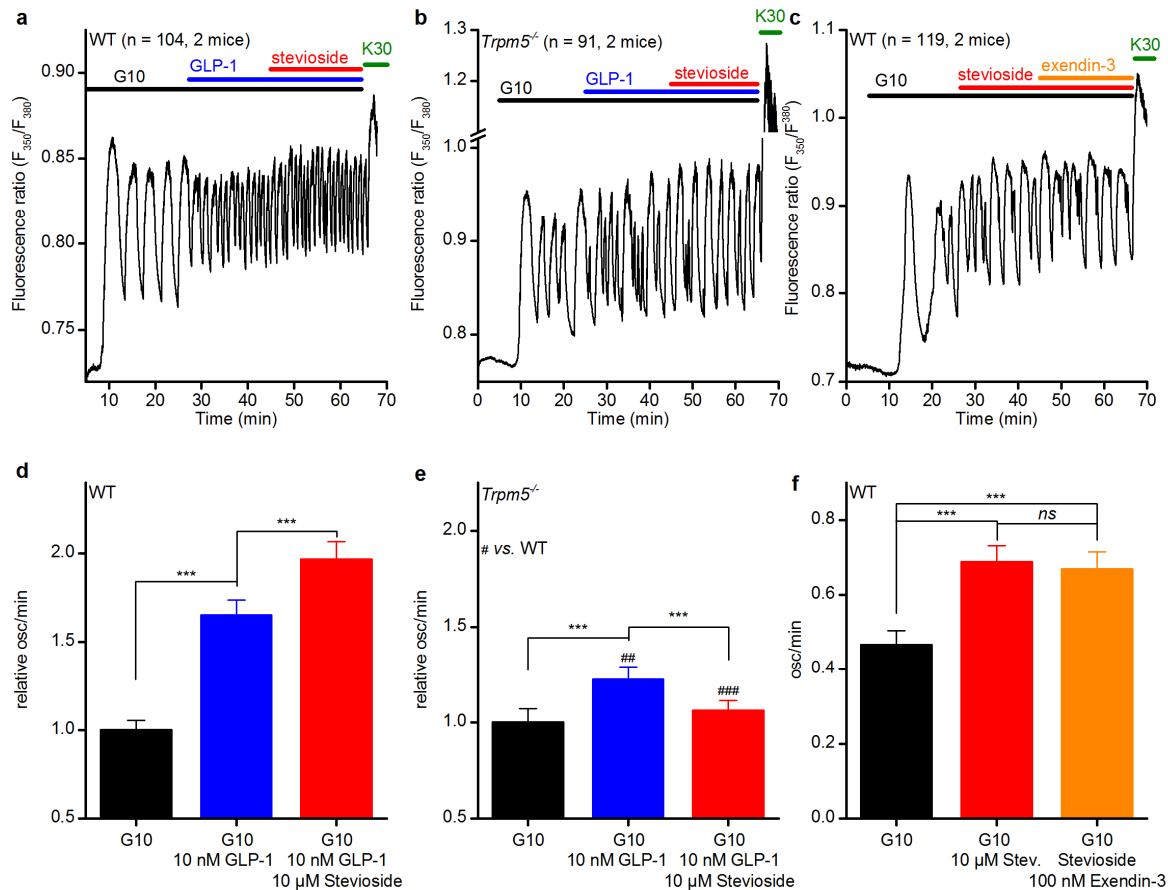 a
WT (n = 104, 2 mice)
K30
stevioside
GLP-1
G10
Fluorescence ratio (F350/F380)
0.90
0.85
0.80
0.75
10 20 30 40 50 60 70
Time (min)
b
Trpm5-/- (n = 91, 2 mice)
K30
stevioside
GLP-1
G10
Fluorescence ratio (F350/F380)
1.3
1.2
1.0
0.9
0.8
0 10 20 30 40 50 60 70
Time (min)
c
WT (n = 119, 2 mice)
K30
exendin-3
stevioside
G10
Fluorescence ratio (F350/F380)
1.1
1.0
0.9
0.8
0.7
0 10 20 30 40 50 60 70
Time (min)
d
WT
relative osc/min
2.0
1.5
1.0
0.5
***
***
G10 G10 G10
10 nM GLP-1 10 nM GLP-1
10 µM Stevioside
e
Trpm5-/-
# vs. WT
relative osc/min
2.0
1.5
1.0
0.5
*** ***
##
###
G10 G10 G10
10 nM GLP-1 10 nM GLP-1
10 µM Stevioside
f
WT
osc/min
0.8
0.6
0.4
0.2
0.0
***
*** ns
G10 G10 G10
10 µM Stev. Stevioside
100 nM Exendin-3